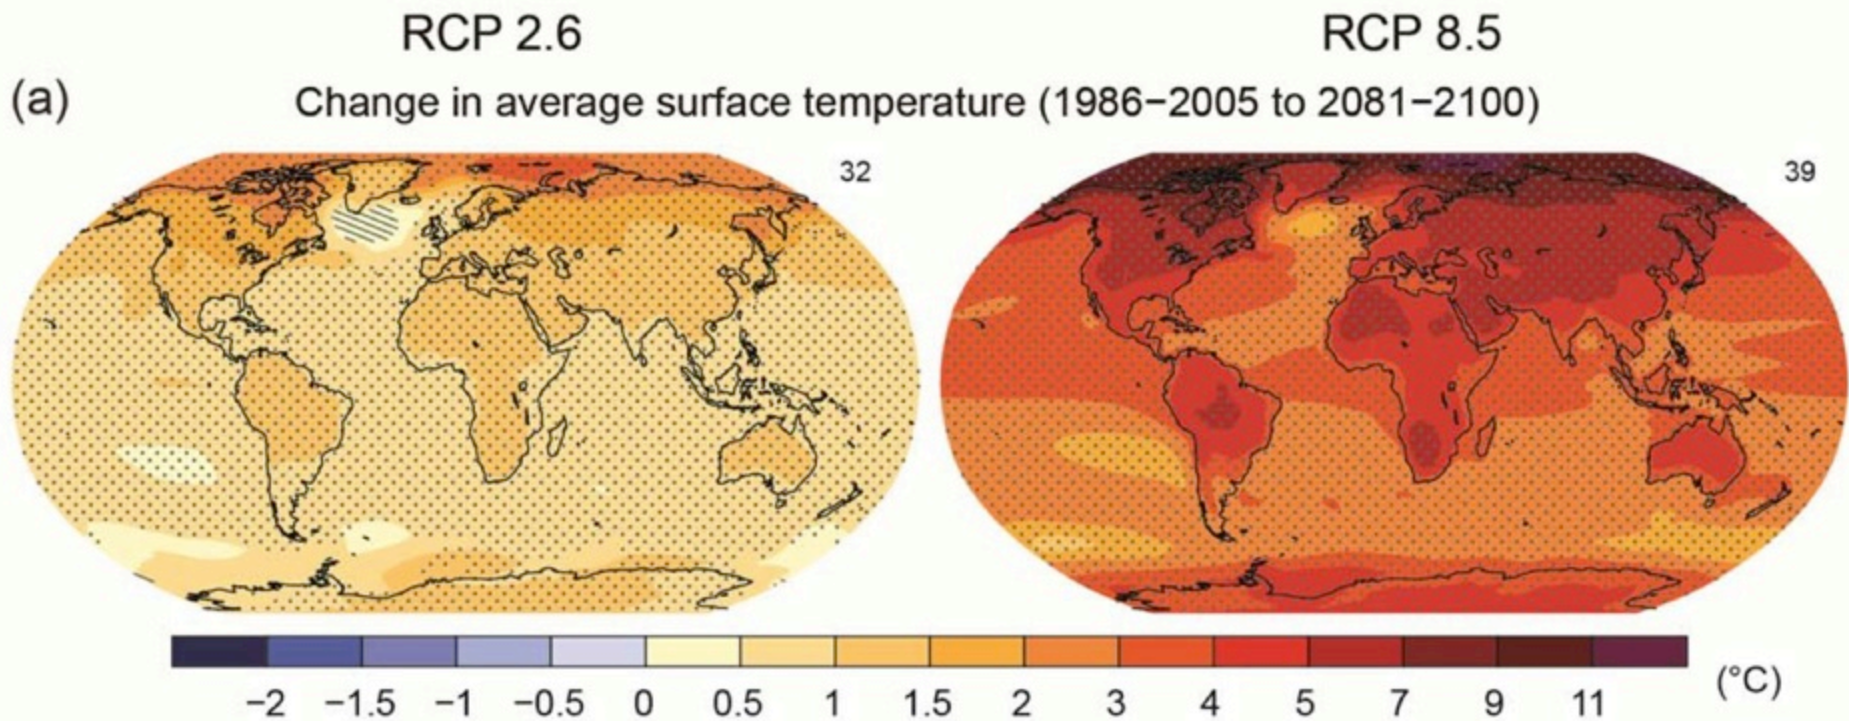 RCP 2.6 RCP 8.5
(a) Change in average surface temperature (1986−2005 to 2081−2100)
32 39
−2 −1.5 −1 −0.5 0 0.5 1 1.5 2 3 4 5 7 9 11 (°C)